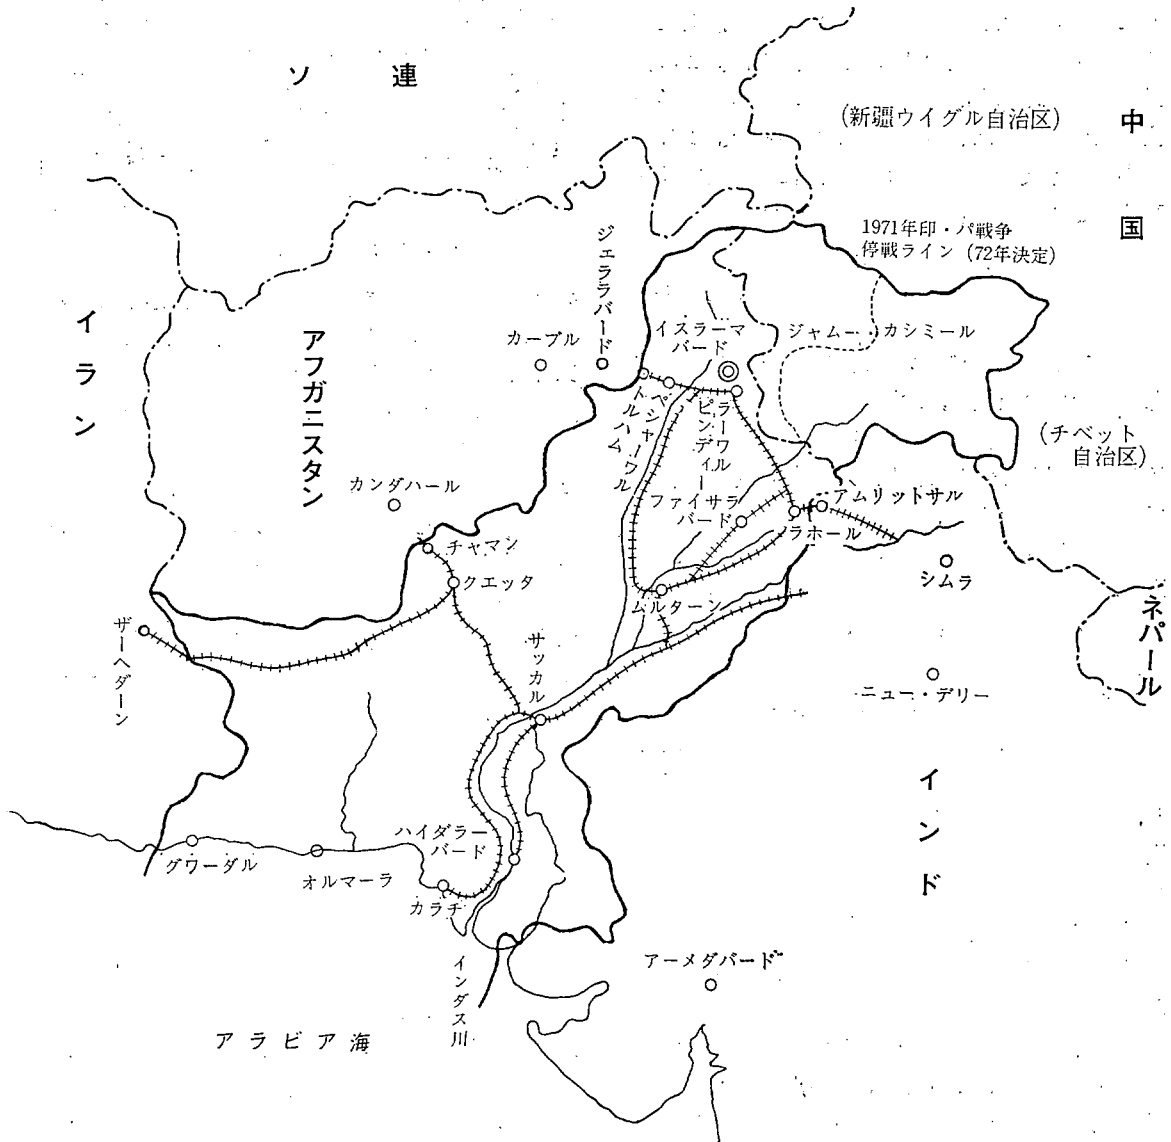 ソ連
(新疆ウイグル自治区)
中国
1971年印・パ戦争
停戦ライン (72年決定)
イラン
アフガニスタン
ジェララバード
カーブル
イスラーマ
バード
ジャムー・カシミール
トルハム
ペシャーワル
ラーワル
ピンディー
(チベット
自治区)
カンダハール
ファイサラ
バード
アムリットサル
ラホール
チャマン
クエッタ
シムラ
ムルターン
ネパール
ザーヘダーン
サッカル
ニュー・デリー
インド
ハイダラー
バード
グワーダル
オルマーラ
カラチ
インダス川
アーメダバード
アラビア海